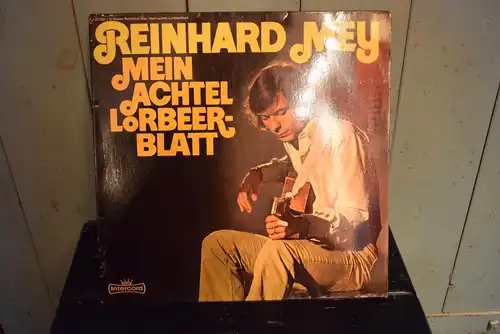 REINHARD MEY
MEIN
ACHTEL
LORBEER-
BLATT
Intercord